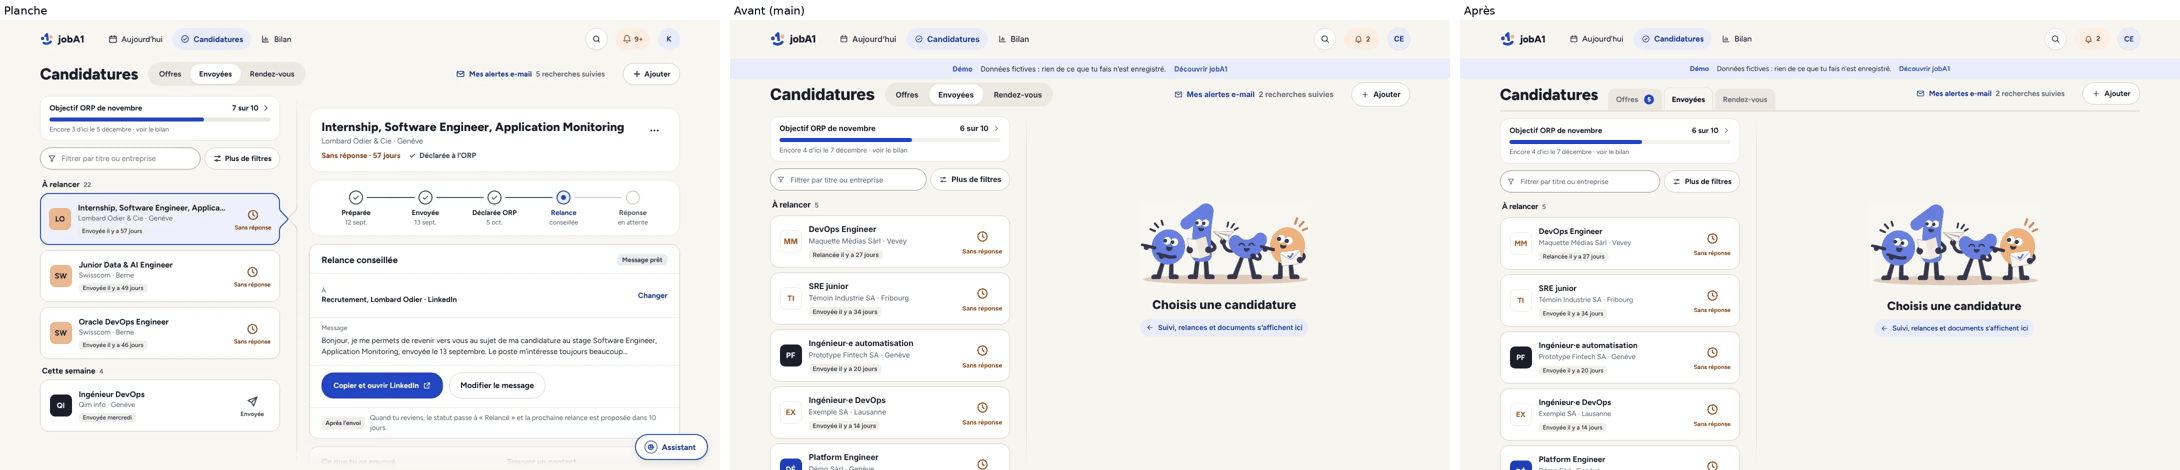 Planche
jobA1
Aujourd'hui
Candidatures
Bilan
9+
K
Candidatures
Offres
Envoyées
Rendez-vous
Mes alertes e-mail 5 recherches suivies
+ Ajouter
Objectif ORP de novembre
7 sur 10
Encore 3 d'ici le 5 décembre · voir le bilan
Filtrer par titre ou entreprise
Plus de filtres
À relancer 22
LO
Internship, Software Engineer, Applica...
Lombard Odier & Cie · Genève
Envoyée il y a 57 jours
Sans réponse
SW
Junior Data & AI Engineer
Swisscom · Berne
Envoyée il y a 49 jours
Sans réponse
SW
Oracle DevOps Engineer
Swisscom · Berne
Envoyée il y a 46 jours
Sans réponse
Cette semaine 4
QI
Ingénieur DevOps
Qim info · Genève
Envoyée mercredi
Envoyée
Internship, Software Engineer, Application Monitoring
Lombard Odier & Cie · Genève
Sans réponse · 57 jours
Déclarée à l'ORP
Préparée
12 sept.
Envoyée
13 sept.
Déclarée ORP
5 oct.
Relance
conseillée
Réponse
en attente
Relance conseillée
Message prêt
À
Recrutement, Lombard Odier · LinkedIn
Changer
Message
Bonjour, je me permets de revenir vers vous au sujet de ma candidature au stage Software Engineer,
Application Monitoring, envoyée le 13 septembre. Le poste m'intéresse toujours beaucoup...
Copier et ouvrir LinkedIn
Modifier le message
Après l'envoi
Quand tu reviens, le statut passe à « Relancé » et la prochaine relance est proposée dans 10
jours.
Assistant
Avant (main)
jobA1
Aujourd'hui
Candidatures
Bilan
2
CE
Démo Données fictives : rien de ce que tu fais n'est enregistré. Découvrir jobA1
Candidatures
Offres
Envoyées
Rendez-vous
Mes alertes e-mail 2 recherches suivies
+ Ajouter
Objectif ORP de novembre
6 sur 10
Encore 4 d'ici le 7 décembre · voir le bilan
Filtrer par titre ou entreprise
Plus de filtres
À relancer 5
MM
DevOps Engineer
Maquette Médias Sàrl · Vevey
Relancée il y a 27 jours
Sans réponse
TI
SRE junior
Témoin Industrie SA · Fribourg
Envoyée il y a 34 jours
Sans réponse
PF
Ingénieur·e automatisation
Prototype Fintech SA · Genève
Envoyée il y a 20 jours
Sans réponse
EX
Ingénieur·e DevOps
Exemple SA · Lausanne
Envoyée il y a 14 jours
Sans réponse
DÉ
Platform Engineer
Démo Sàrl · Genève
Choisis une candidature
← Suivi, relances et documents s'affichent ici
Après
jobA1
Aujourd'hui
Candidatures
Bilan
2
CE
Démo Données fictives : rien de ce que tu fais n'est enregistré. Découvrir jobA1
Candidatures
Offres 5
Envoyées
Rendez-vous
Mes alertes e-mail 2 recherches suivies
+ Ajouter
Objectif ORP de novembre
6 sur 10
Encore 4 d'ici le 7 décembre · voir le bilan
Filtrer par titre ou entreprise
Plus de filtres
À relancer 5
MM
DevOps Engineer
Maquette Médias Sàrl · Vevey
Relancée il y a 27 jours
Sans réponse
TI
SRE junior
Témoin Industrie SA · Fribourg
Envoyée il y a 34 jours
Sans réponse
PF
Ingénieur·e automatisation
Prototype Fintech SA · Genève
Envoyée il y a 20 jours
Sans réponse
EX
Ingénieur·e DevOps
Exemple SA · Lausanne
Envoyée il y a 14 jours
Sans réponse
Platform Engineer
Démo Sàrl · Genève
Choisis une candidature
← Suivi, relances et documents s'affichent ici